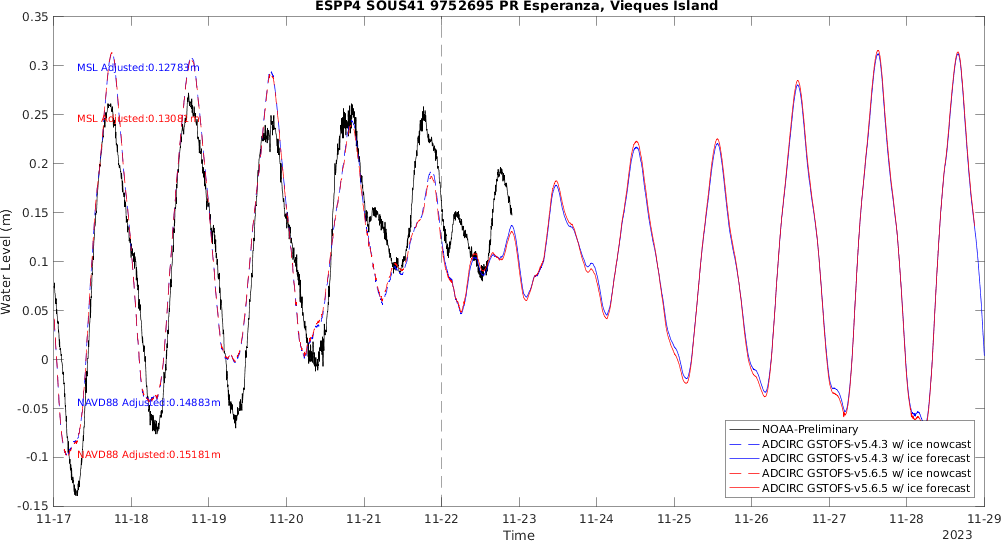 ESPP4 SOUS41 9752695 PR Esperanza, Vieques Island
0.35
0.3
0.25
0.2
0.15
0.1
0.05
0
-0.05
-0.1
-0.15
Water Level (m)
MSL Adjusted:0.12783m
MSL Adjusted:0.13081m
NAVD88 Adjusted:0.14883m
NAVD88 Adjusted:0.15181m
NOAA-Preliminary
ADCIRC GSTOFS-v5.4.3 w/ ice nowcast
ADCIRC GSTOFS-v5.4.3 w/ ice forecast
ADCIRC GSTOFS-v5.6.5 w/ ice nowcast
ADCIRC GSTOFS-v5.6.5 w/ ice forecast
11-17 11-18 11-19 11-20 11-21 11-22 11-23 11-24 11-25 11-26 11-27 11-28 11-29
Time
2023